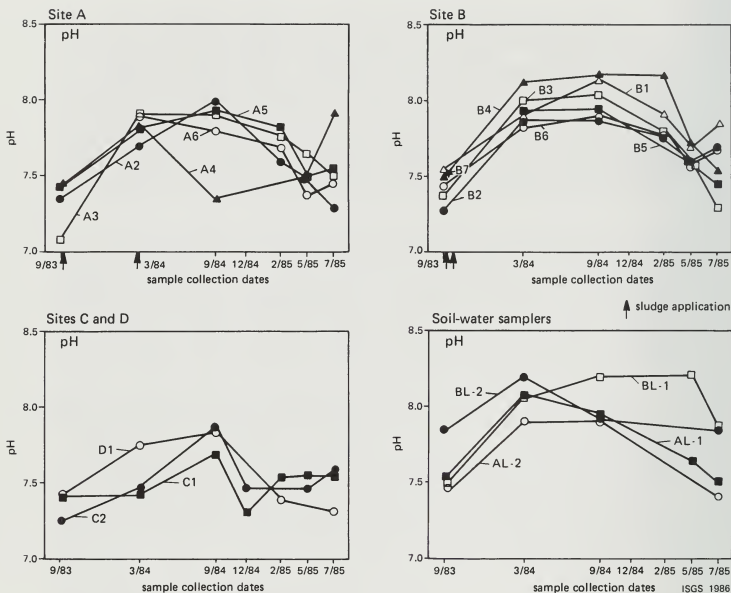 Site A
8.5
pH
8.0
pH
7.5
7.0
A5
A6
A2
A4
A3
9/83
3/84
9/84
12/84
2/85
5/85
7/85
sample collection dates
Site B
8.5
pH
8.0
pH
7.5
7.0
B3
B1
B4
B6
B5
B7
B2
9/83
3/84
9/84
12/84
2/85
5/85
7/85
sample collection dates
sludge application
Sites C and D
8.5
pH
8.0
pH
7.5
7.0
D1
C1
C2
9/83
3/84
9/84
12/84
2/85
5/85
7/85
sample collection dates
Soil-water samplers
8.5
pH
8.0
pH
7.5
7.0
BL-2
BL-1
AL-1
AL-2
9/83
3/84
9/84
12/84
2/85
5/85
7/85
sample collection dates
ISGS 1986